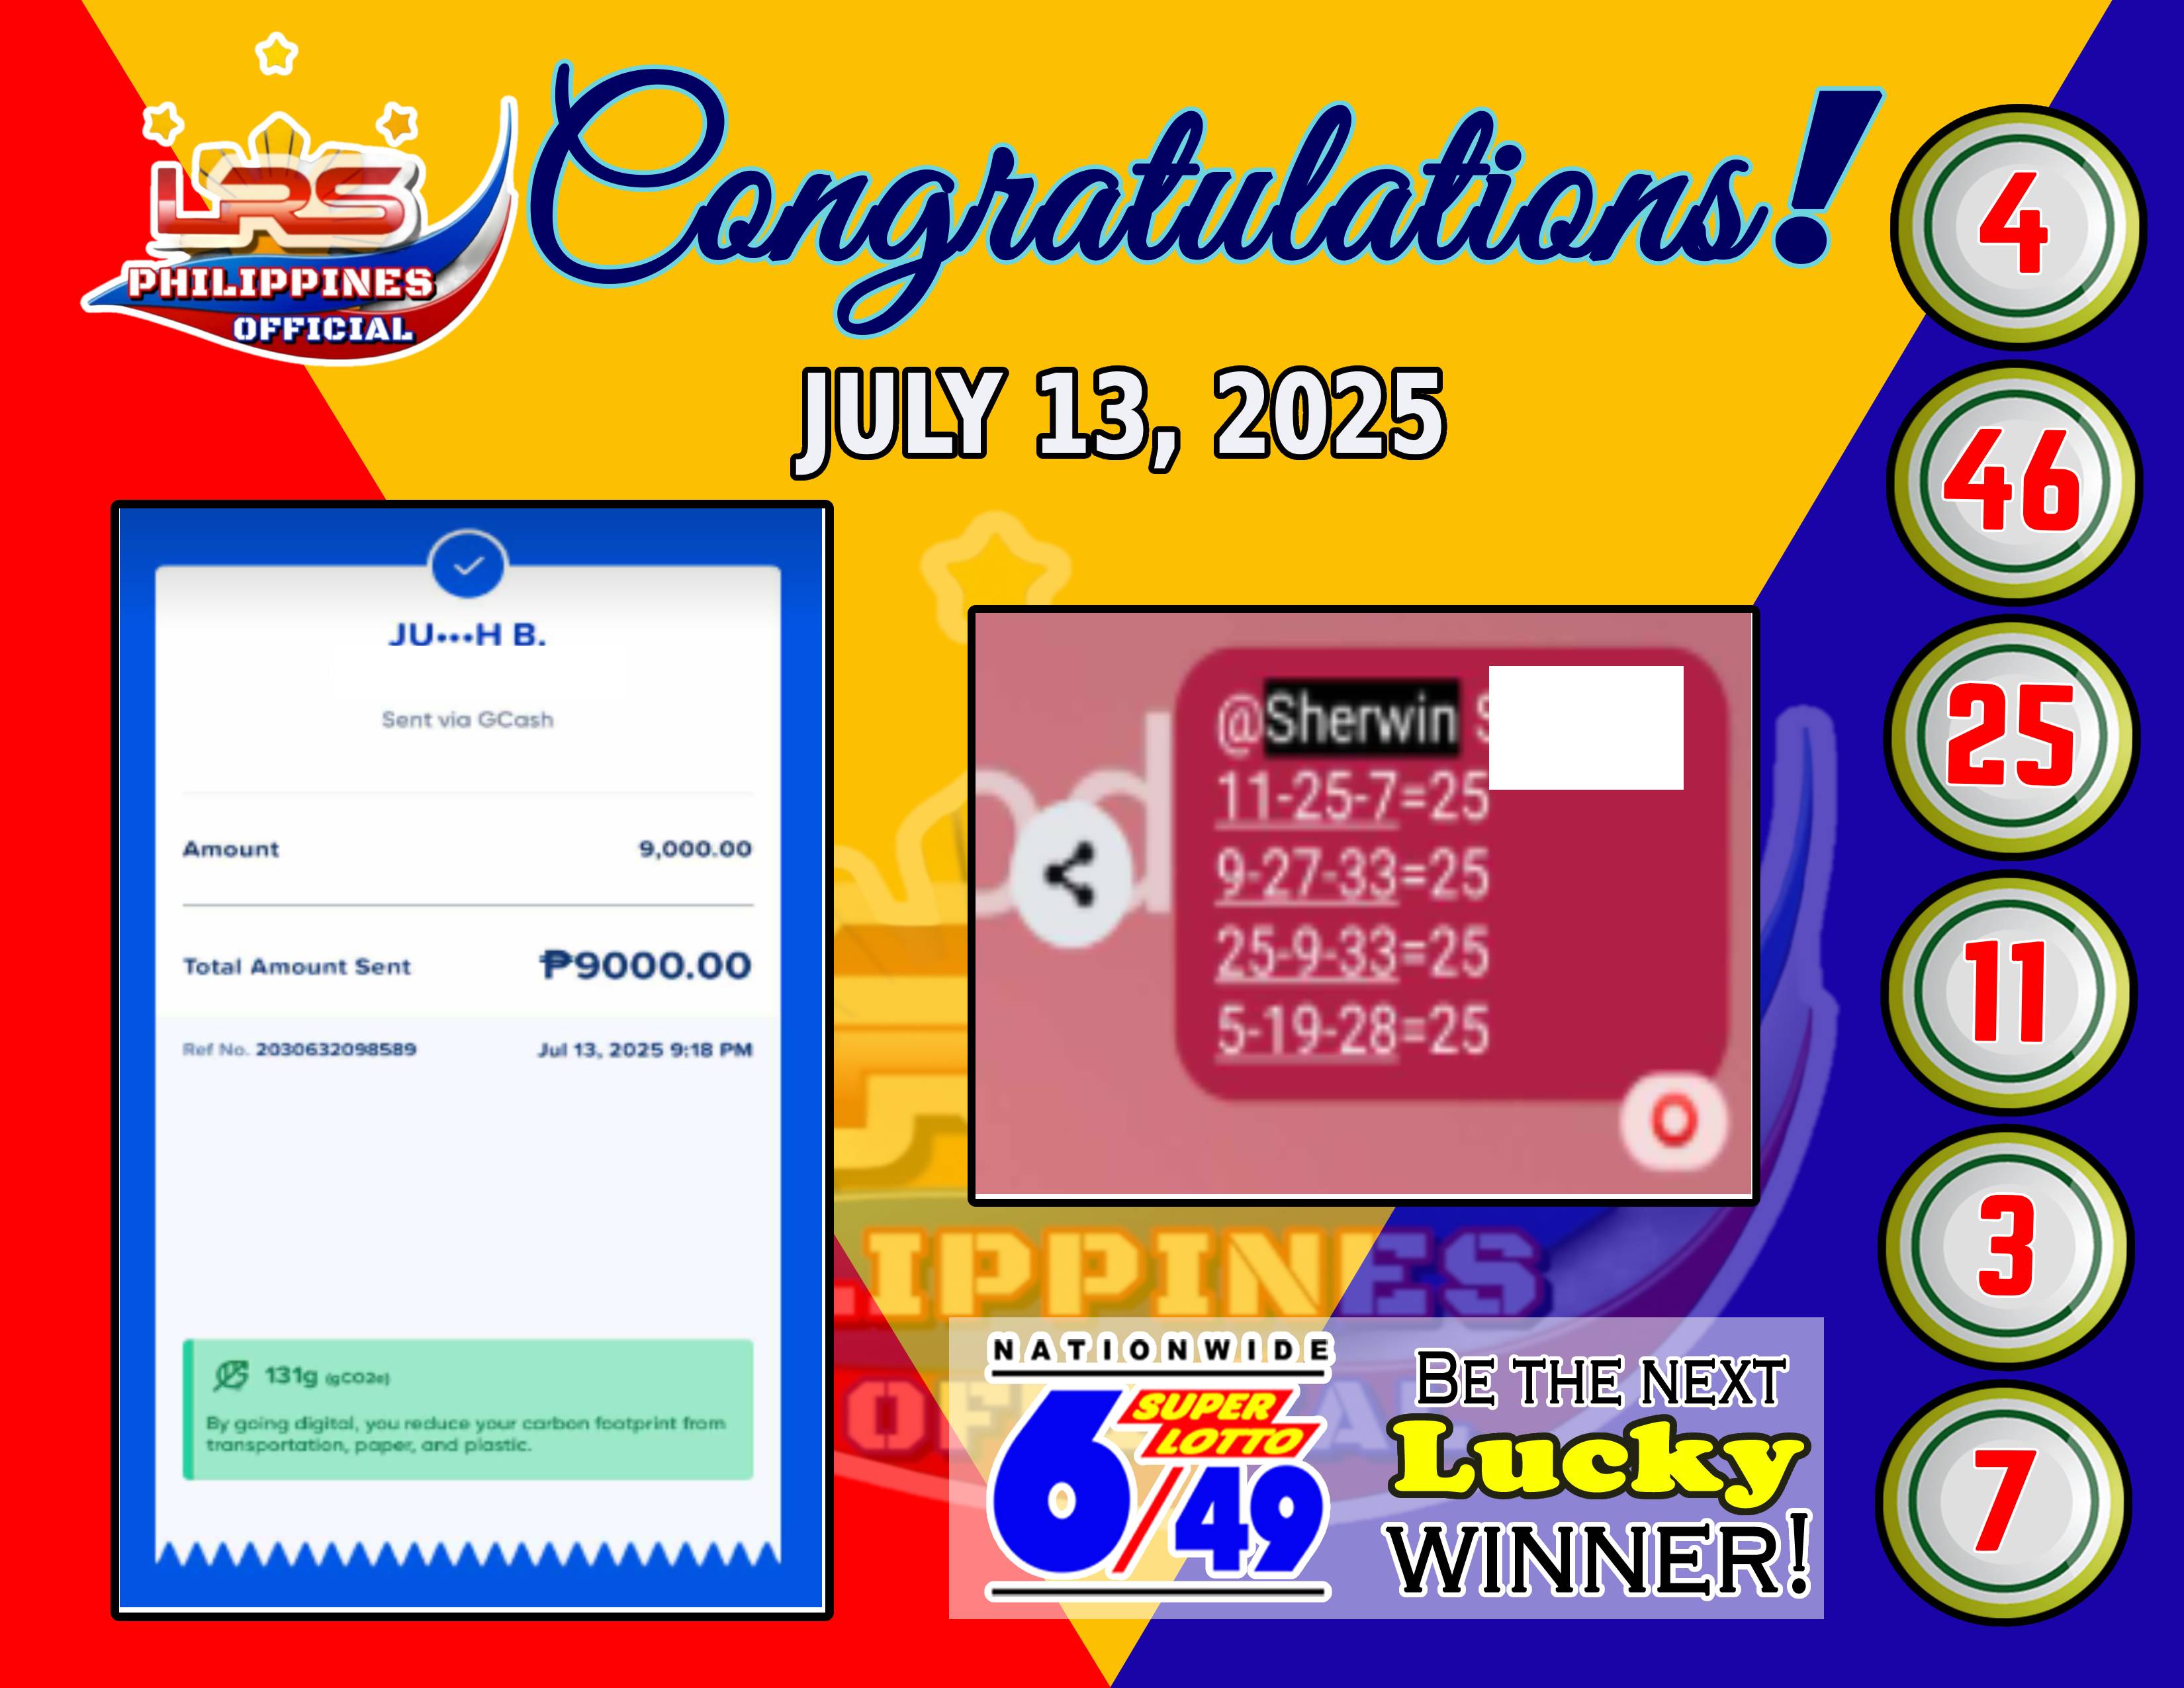 LRS
PHILIPPINES
OFFICIAL
Congratulations!
JULY 13, 2025
JU•••H B.
Sent via GCash
Amount 9,000.00
Total Amount Sent ₱9000.00
Ref No. 2030632098589 Jul 13, 2025 9:18 PM
131g (gCO2e)
By going digital, you reduce your carbon footprint from
transportation, paper, and plastic.
@Sherwin S
11-25-7=25
9-27-33=25
25-9-33=25
5-19-28=25
NATIONWIDE
SUPER
LOTTO
6/49
BE THE NEXT
Lucky
WINNER!
4
46
25
11
3
7